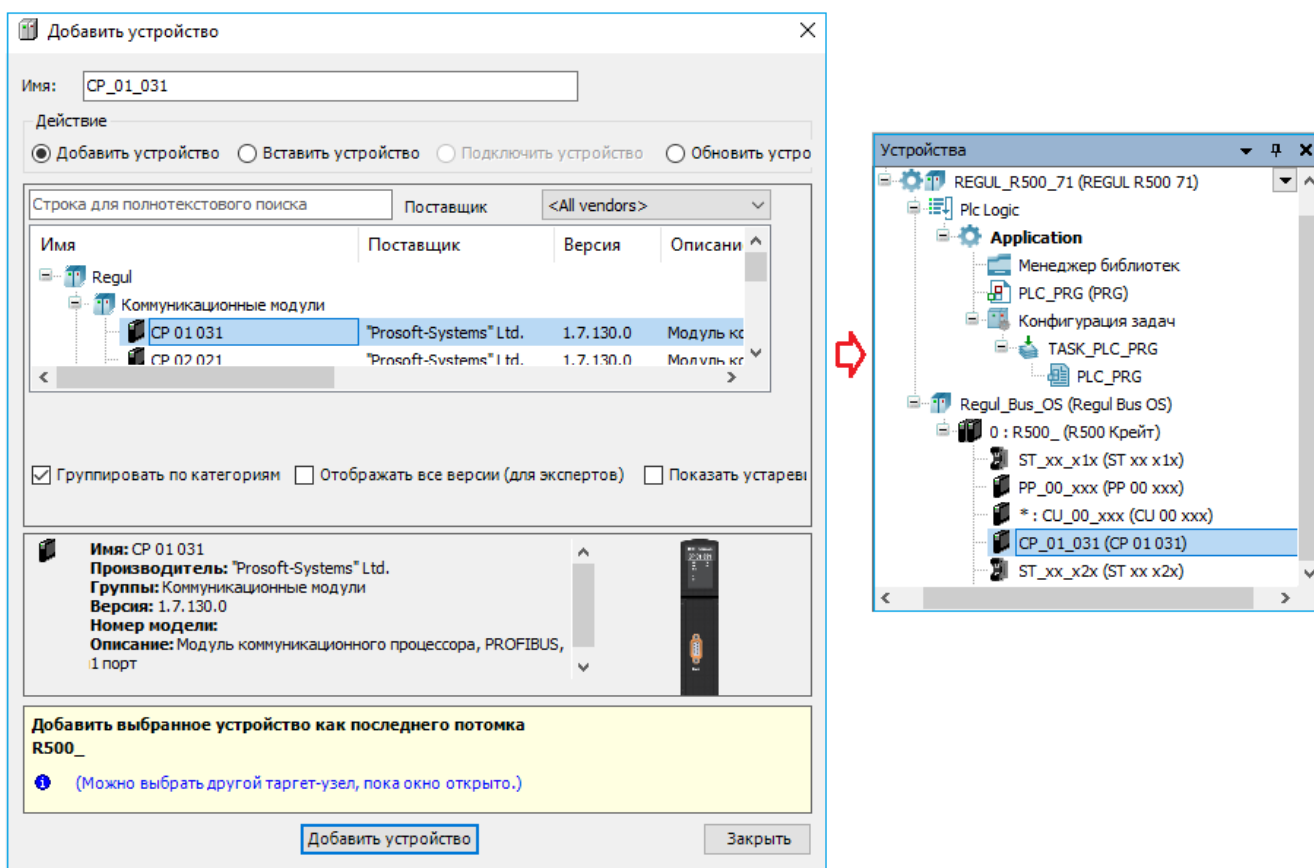 Добавить устройство
Имя: CP_01_031
Действие
Добавить устройство Вставить устройство Подключить устройство Обновить устро
Строка для полнотекстового поиска Поставщик <All vendors>
Имя Поставщик Версия Описани
Regul
Коммуникационные модули
CP 01 031 "Prosoft-Systems" Ltd. 1.7.130.0 Модуль кс
CP 02 021 "Prosoft-Systems" Ltd. 1.7.130.0 Модуль кс
Группировать по категориям Отображать все версии (для экспертов) Показать устареві
Имя: CP 01 031
Производитель: "Prosoft-Systems" Ltd.
Группы: Коммуникационные модули
Версия: 1.7.130.0
Номер модели:
Описание: Модуль коммуникационного процессора, PROFIBUS,
1 порт
Добавить выбранное устройство как последнего потомка
R500_
(Можно выбрать другой таргет-узел, пока окно открыто.)
Добавить устройство Закрыть
Устройства
REGUL_R500_71 (REGUL R500 71)
Plc Logic
Application
Менеджер библиотек
PLC_PRG (PRG)
Конфигурация задач
TASK_PLC_PRG
PLC_PRG
Regul_Bus_OS (Regul Bus OS)
0 : R500_ (R500 Крейт)
ST_xx_x1x (ST xx x1x)
PP_00_xxx (PP 00 xxx)
* : CU_00_xxx (CU 00 xxx)
CP_01_031 (CP 01 031)
ST_xx_x2x (ST xx x2x)